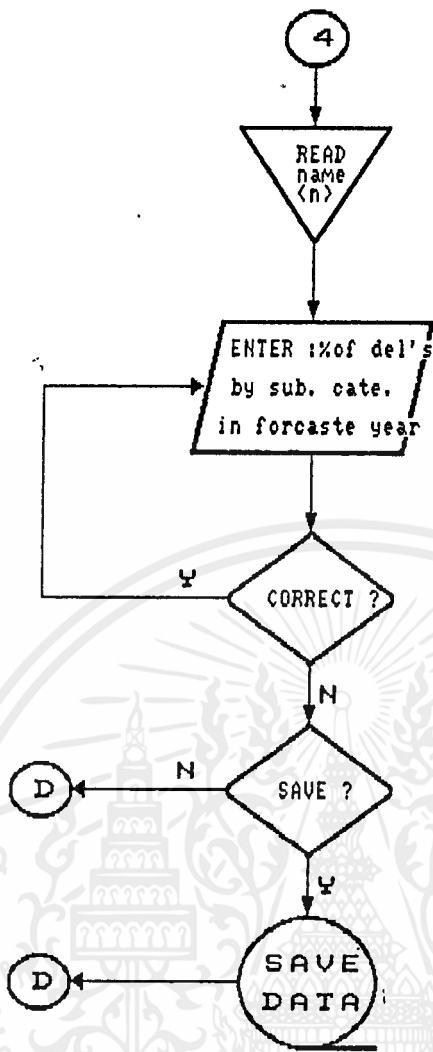 4
READ
name
<n>
ENTER :%of del's
by sub. cate.
in forcaste year
Y
CORRECT ?
N
N
D
SAVE ?
Y
D
SAVE
DATA